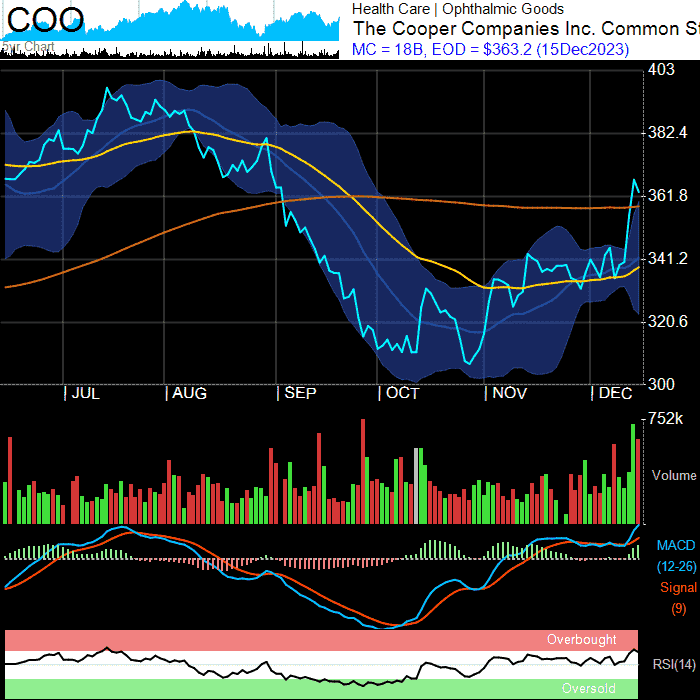 COO
5yr Chart
Health Care | Ophthalmic Goods
The Cooper Companies Inc. Common St
MC = 18B, EOD = $363.2 (15Dec2023)
403
382.4
361.8
341.2
320.6
300
| JUL | AUG | SEP | OCT | NOV | DEC
752k
Volume
MACD
(12-26)
Signal
(9)
Overbought
RSI(14)
Oversold